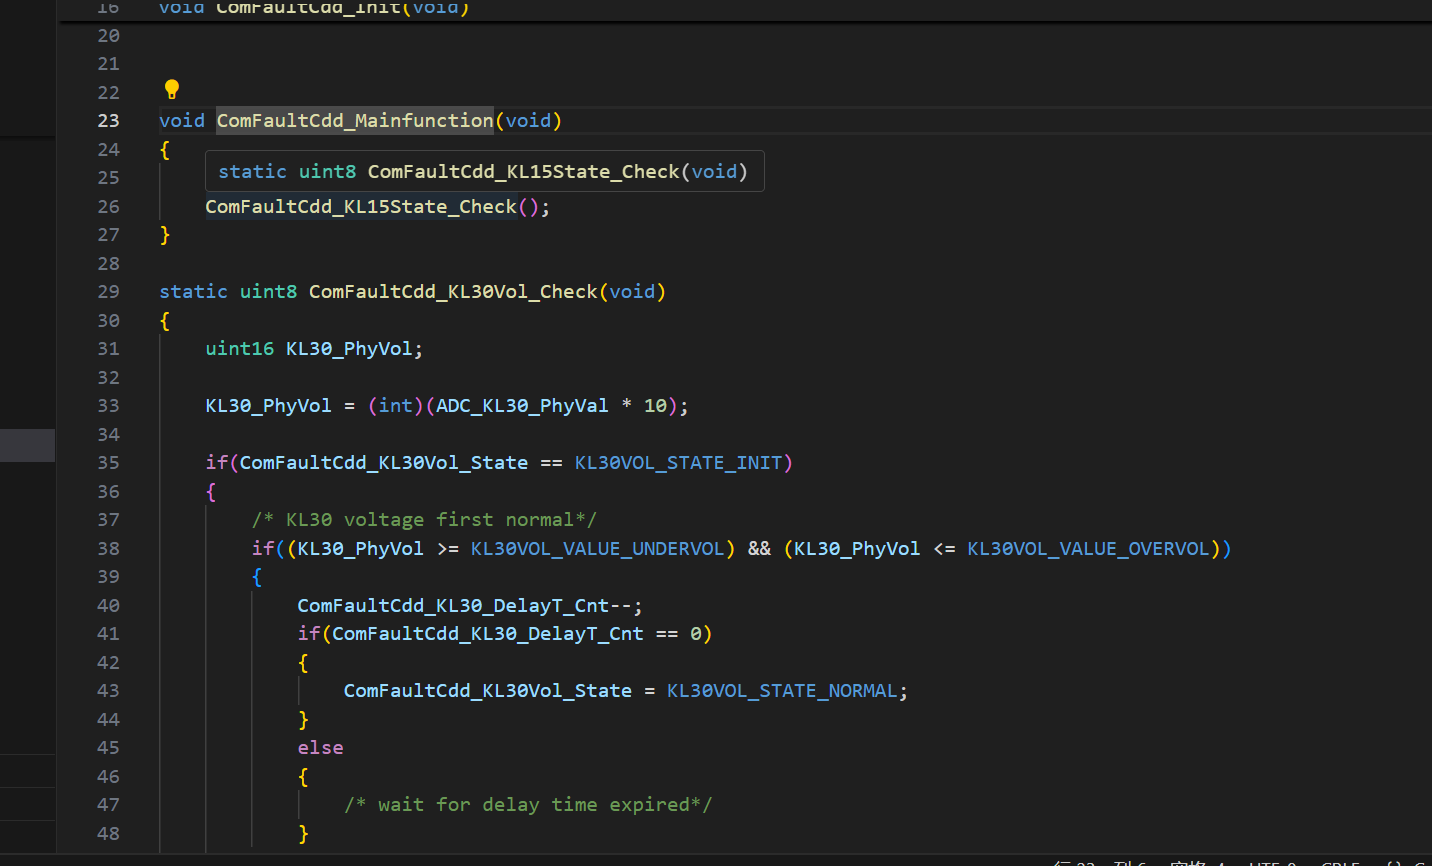 16 void ComFaultCdd_Init(void)
20
21
22
23 void ComFaultCdd_Mainfunction(void)
24 {
25 static uint8 ComFaultCdd_KL15State_Check(void)
26 ComFaultCdd_KL15State_Check();
27 }
28
29 static uint8 ComFaultCdd_KL30Vol_Check(void)
30 {
31 uint16 KL30_PhyVol;
32
33 KL30_PhyVol = (int)(ADC_KL30_PhyVal * 10);
34
35 if(ComFaultCdd_KL30Vol_State == KL30VOL_STATE_INIT)
36 {
37 /* KL30 voltage first normal*/
38 if((KL30_PhyVol >= KL30VOL_VALUE_UNDERVOL) && (KL30_PhyVol <= KL30VOL_VALUE_OVERVOL))
39 {
40 ComFaultCdd_KL30_DelayT_Cnt--;
41 if(ComFaultCdd_KL30_DelayT_Cnt == 0)
42 {
43 ComFaultCdd_KL30Vol_State = KL30VOL_STATE_NORMAL;
44 }
45 else
46 {
47 /* wait for delay time expired*/
48 }